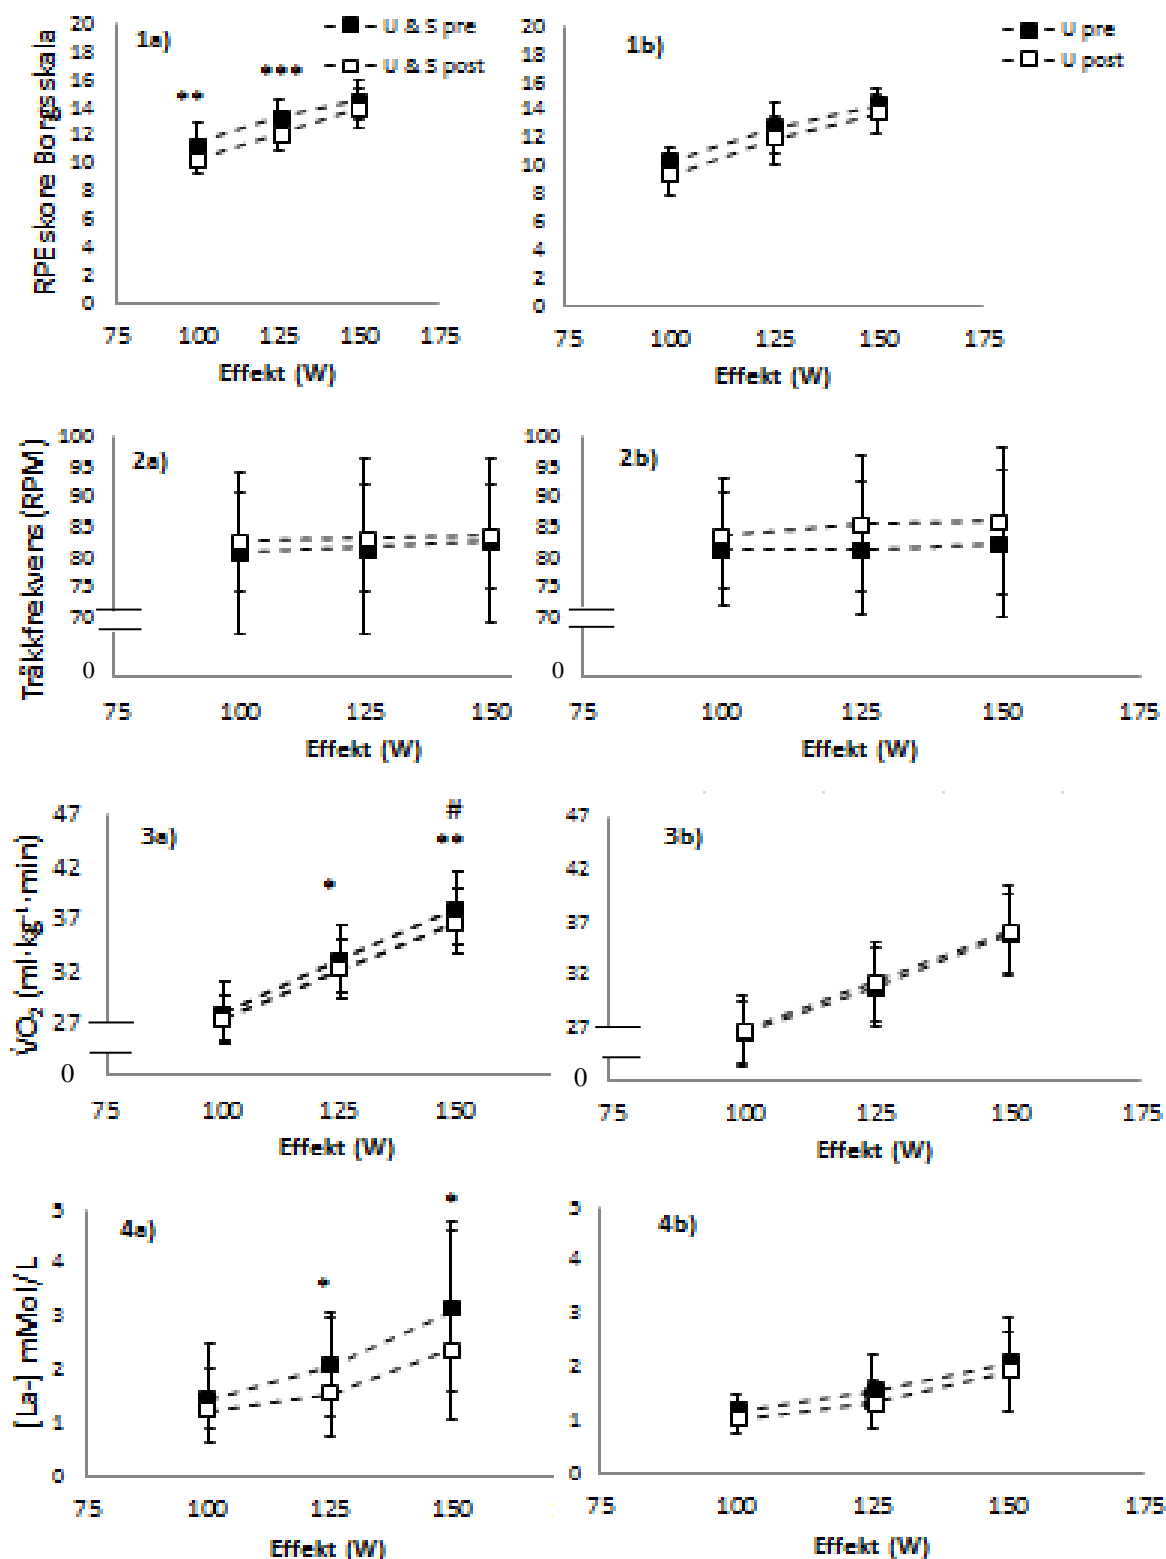 RPE skore Borgs skala
20
18
16
14
12
10
8
6
4
2
0
1a)
U & S pre
U & S post
**
***
75 100 125 150 175
Effekt (W)
20
18
16
14
12
10
8
6
4
2
0
1b)
U pre
U post
75 100 125 150 175
Effekt (W)
Tråkkfrekvens (RPM)
100
95
90
85
80
75
70
0
2a)
75 100 125 150
Effekt (W)
100
95
90
85
80
75
70
0
2b)
75 100 125 150 175
Effekt (W)
V̇O₂ (ml·kg⁻¹·min)
47
42
37
32
27
0
3a)
#
**
*
75 100 125 150
Effekt (W)
47
42
37
32
27
0
3b)
75 100 125 150 175
Effekt (W)
[La-) mMol/L
5
4
3
2
1
0
4a)
*
*
75 100 125 150
Effekt (W)
5
4
3
2
1
0
4b)
75 100 125 150 175
Effekt (W)